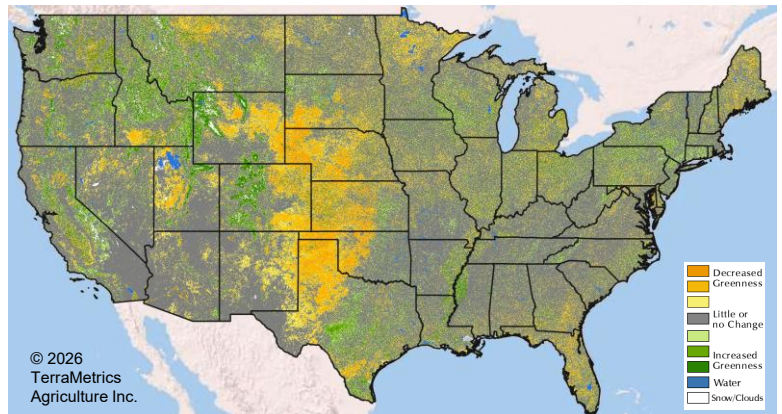 Decreased
Greenness
Little or
no Change
Increased
Greenness
Water
Snow/Clouds
© 2026
TerraMetrics
Agriculture Inc.